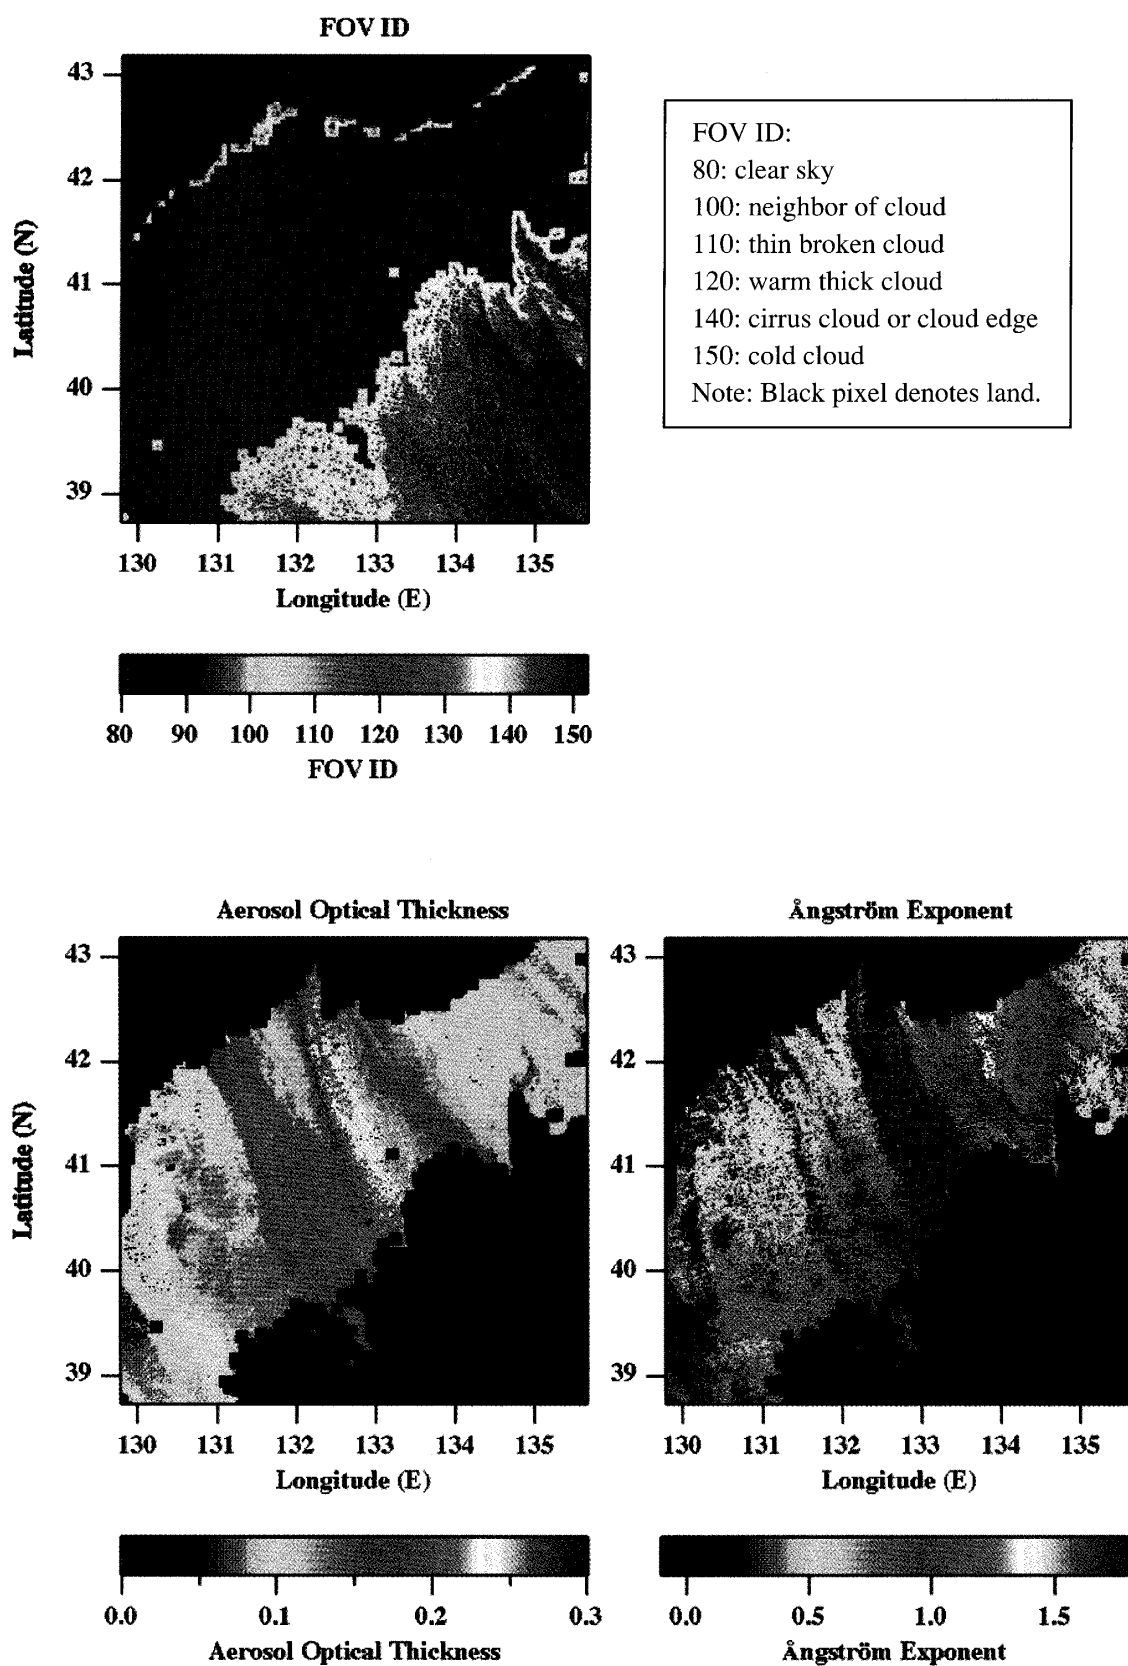 FOV ID
43
42
41
40
39
Latitude (N)
130 131 132 133 134 135
Longitude (E)
80 90 100 110 120 130 140 150
FOV ID
FOV ID:
80: clear sky
100: neighbor of cloud
110: thin broken cloud
120: warm thick cloud
140: cirrus cloud or cloud edge
150: cold cloud
Note: Black pixel denotes land.
Aerosol Optical Thickness
43
42
41
40
39
Latitude (N)
130 131 132 133 134 135
Longitude (E)
0.0 0.1 0.2 0.3
Aerosol Optical Thickness
Ångström Exponent
43
42
41
40
39
Latitude (N)
130 131 132 133 134 135
Longitude (E)
0.0 0.5 1.0 1.5
Ångström Exponent